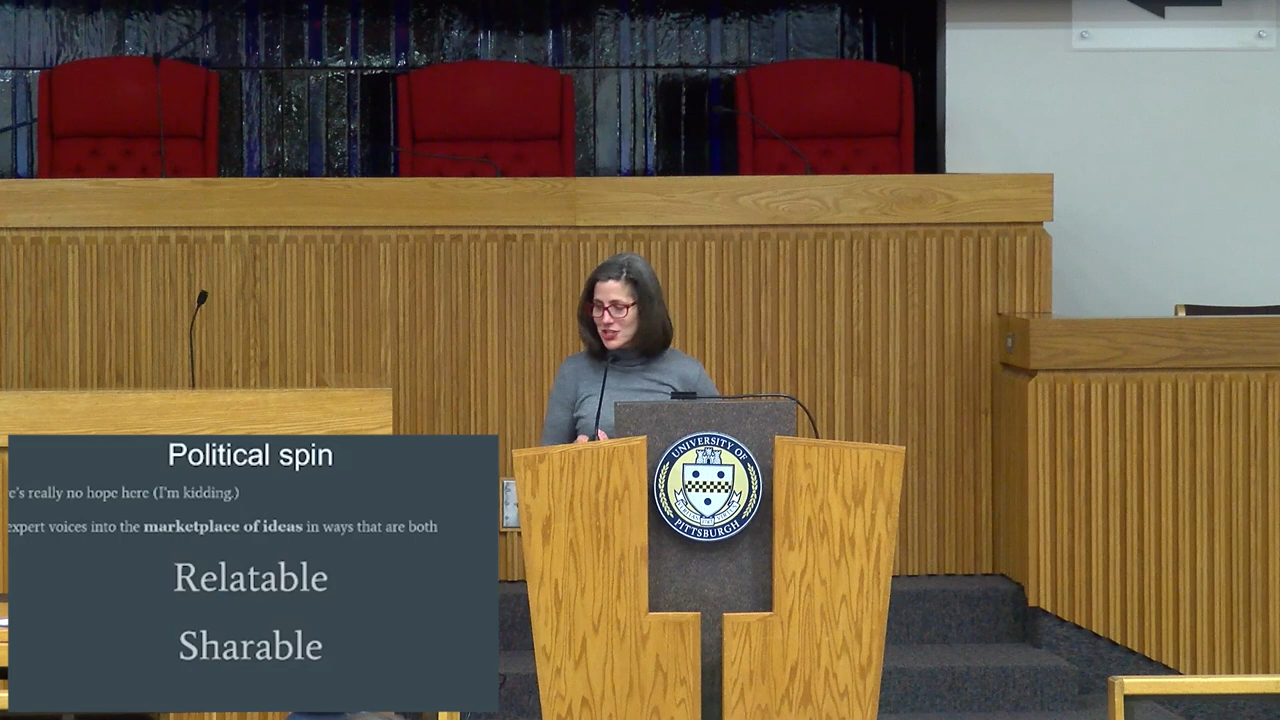 Political spin
e's really no hope here (I'm kidding.)
expert voices into the marketplace of ideas in ways that are both
Relatable
Sharable
UNIVERSITY OF
PITTSBURGH